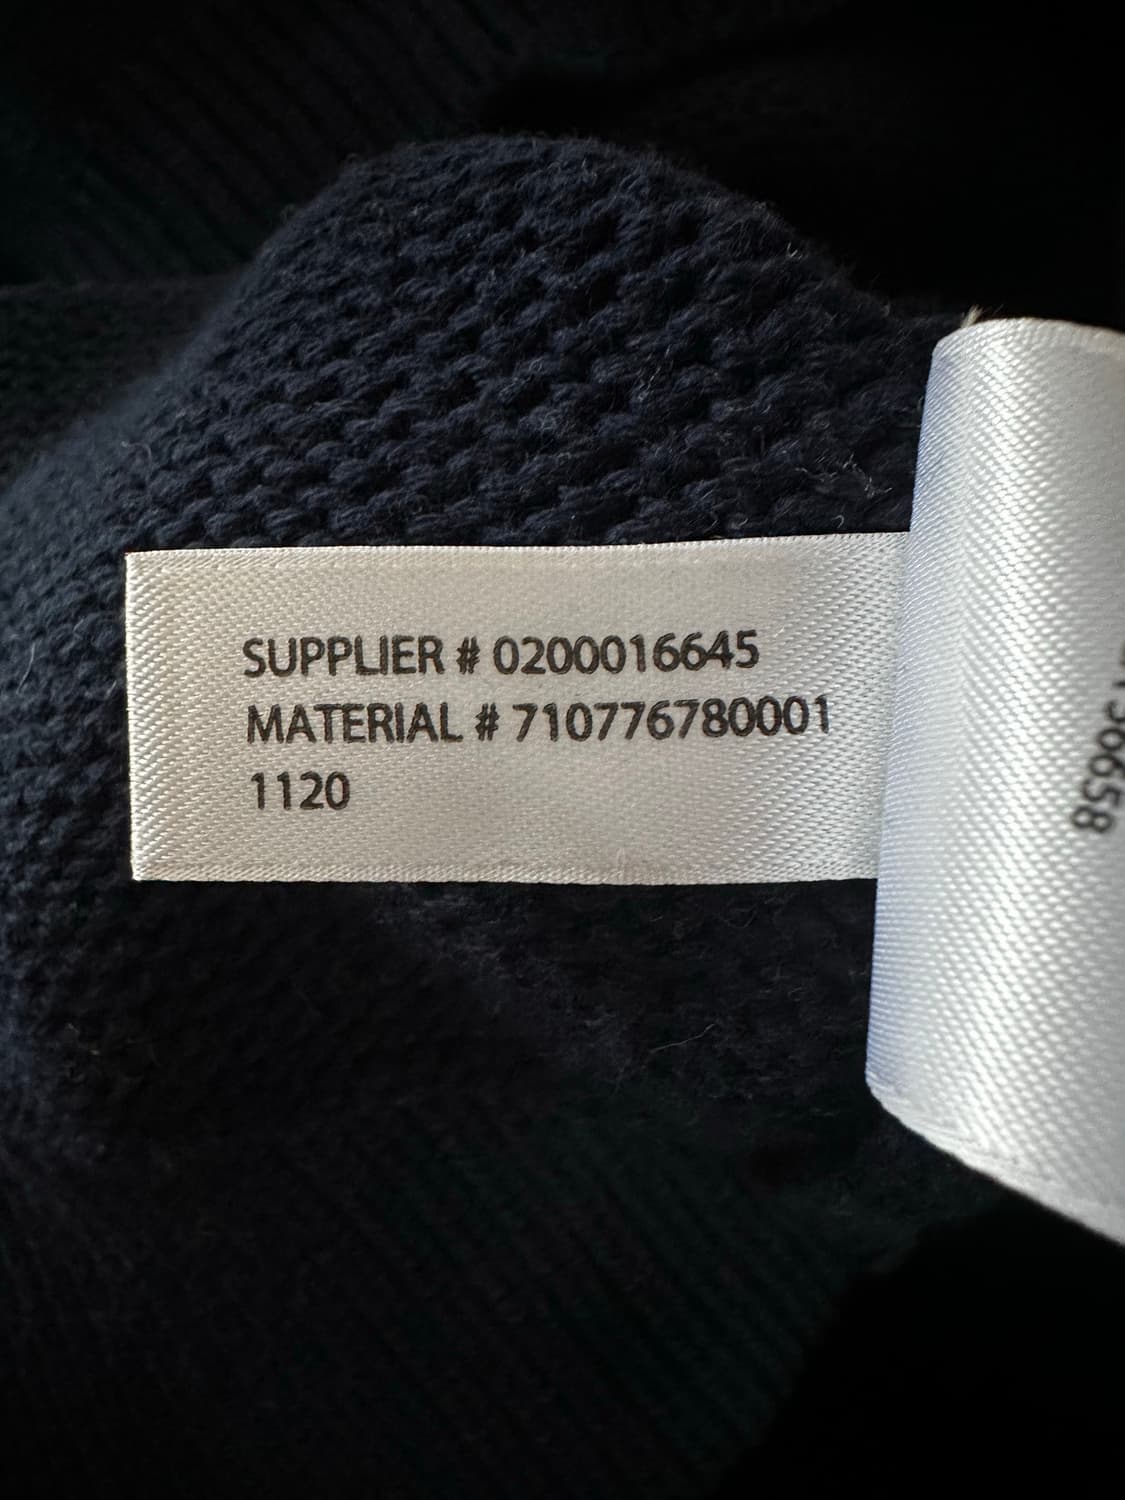 SUPPLIER # 0200016645
MATERIAL # 710776780001
1120